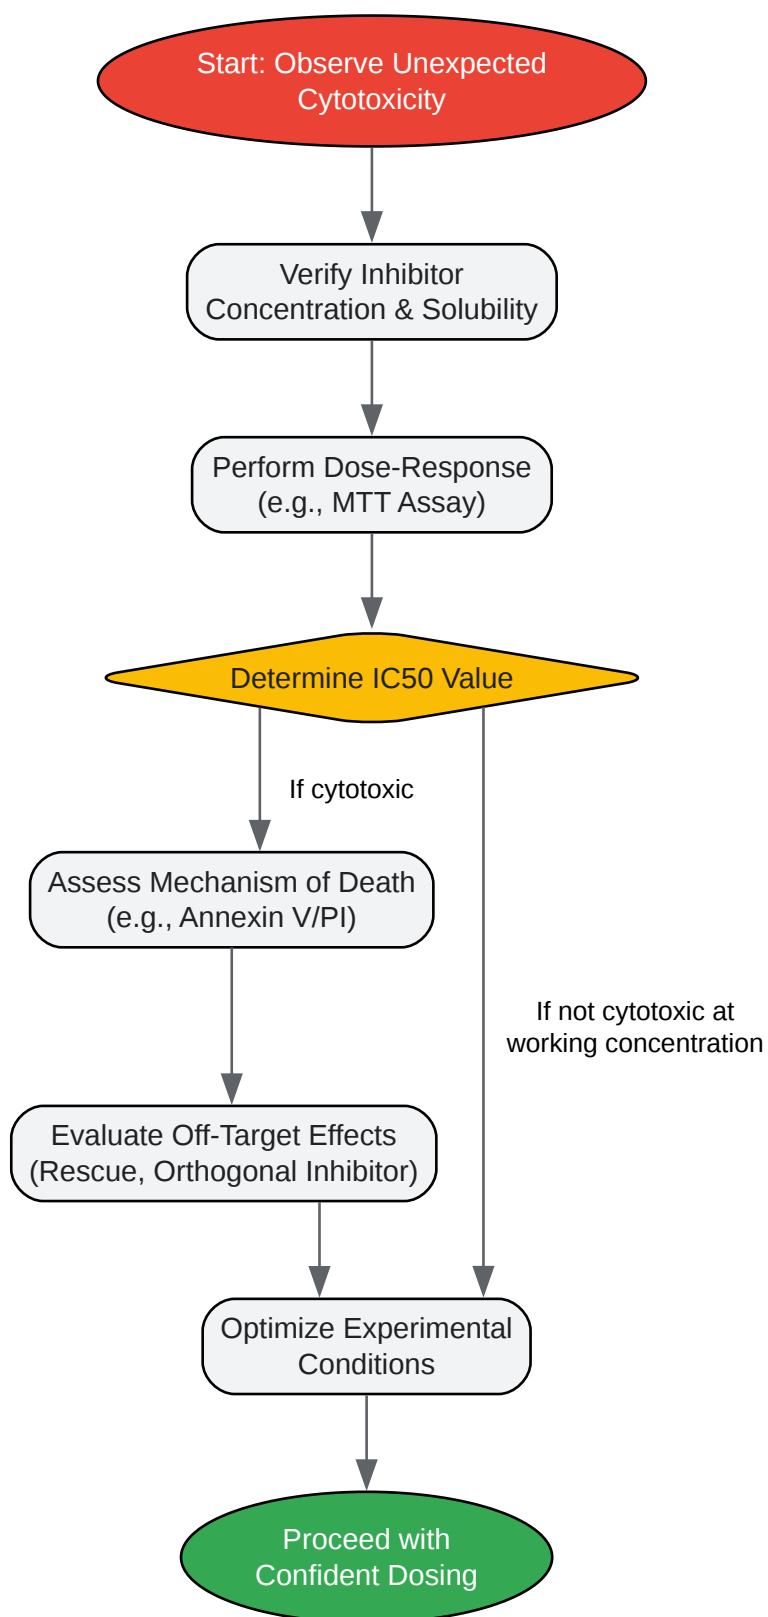 Start: Observe Unexpected
Cytotoxicity
Verify Inhibitor
Concentration & Solubility
Perform Dose-Response
(e.g., MTT Assay)
Determine IC50 Value
If cytotoxic
Assess Mechanism of Death
(e.g., Annexin V/PI)
If not cytotoxic at
working concentration
Evaluate Off-Target Effects
(Rescue, Orthogonal Inhibitor)
Optimize Experimental
Conditions
Proceed with
Confident Dosing